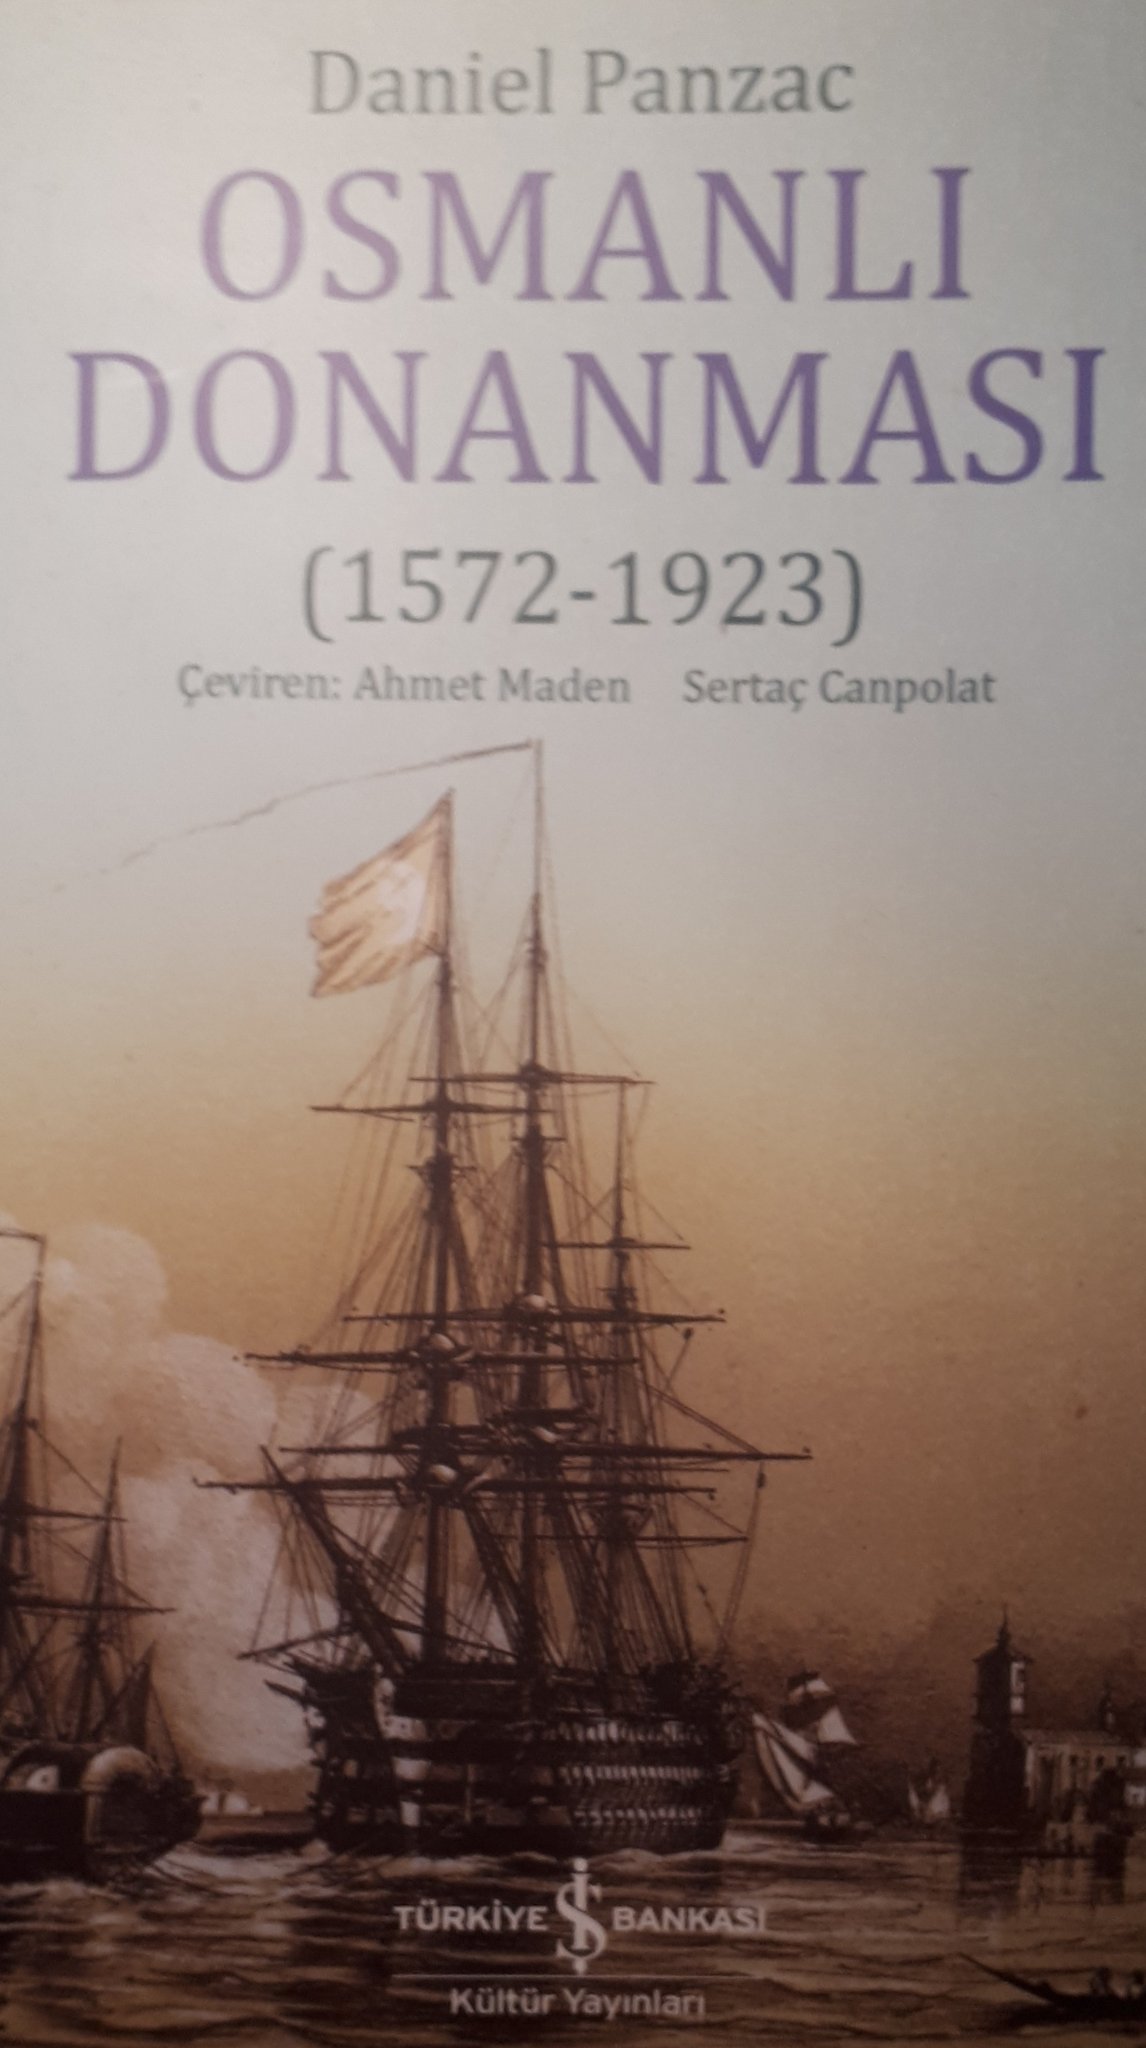 Daniel Panzac
OSMANLI
DONANMASI
(1572-1923)
Çeviren: Ahmet Maden Sertaç Canpolat
TÜRKİYE İŞ BANKASI
Kültür Yayınları